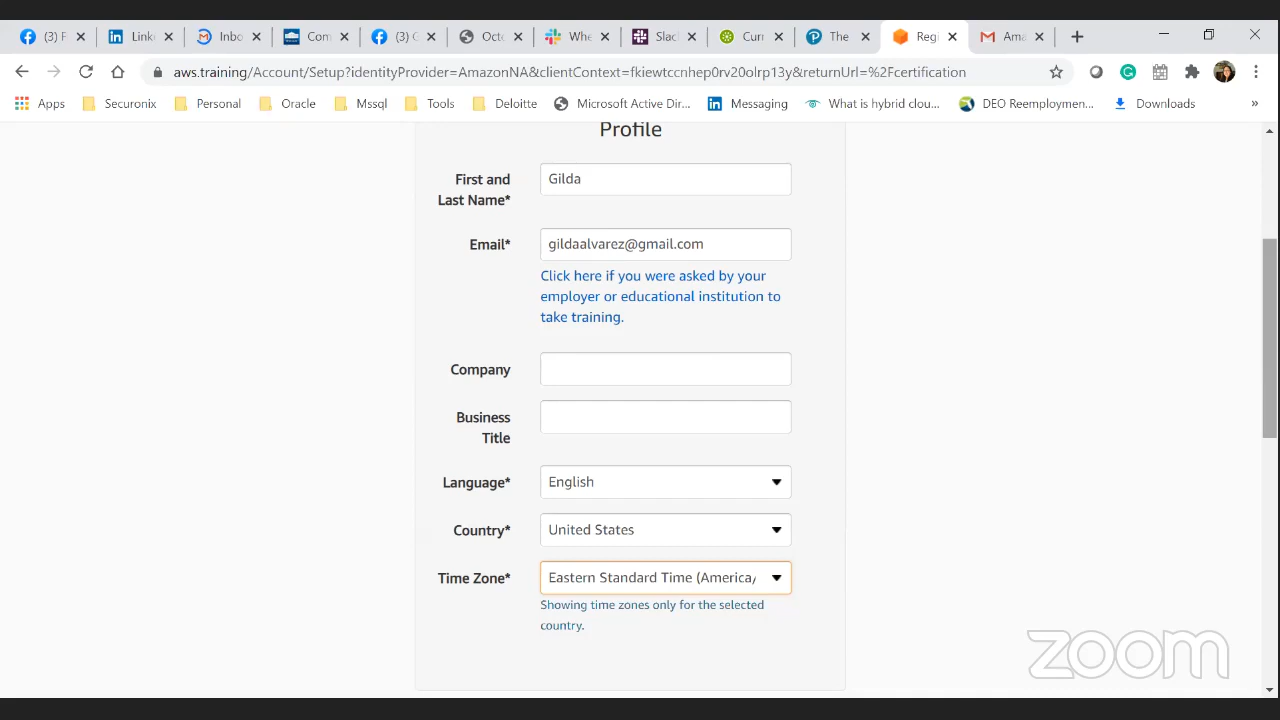 (3) F
Link
Inbo
Com
(3) G
Octo
Whe
Slac
Curr
The
Regi
Ama
aws.training/Account/Setup?identityProvider=AmazonNA&clientContext=fkiewtccnhep0rv20olrp13y&returnUrl=%2Fcertification
Apps Securonix Personal Oracle Mssql Tools Deloitte Microsoft Active Dir... Messaging What is hybrid clou... DEO Reemploymen... Downloads »
Profile
First and
Last Name*
Gilda
Email*
gildaalvarez@gmail.com
Click here if you were asked by your
employer or educational institution to
take training.
Company
Business
Title
Language*
English
Country*
United States
Time Zone*
Eastern Standard Time (America/
Showing time zones only for the selected
country.
zoom